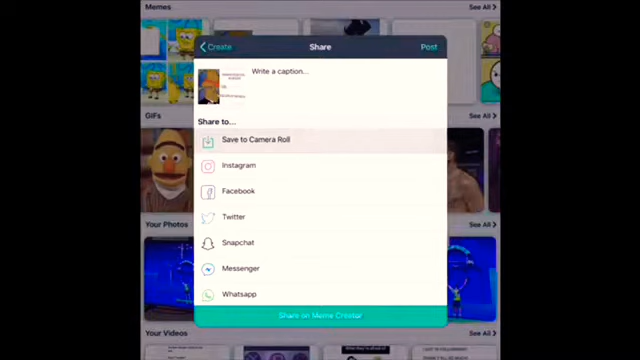 Memes
See All >
Create
Share
Post
Write a caption...
GIFs
See All >
Share to...
Save to Camera Roll
Instagram
Facebook
Twitter
Your Photos
See All >
Snapchat
Messenger
Whatsapp
Share on Meme Creator
Your Videos
See All >